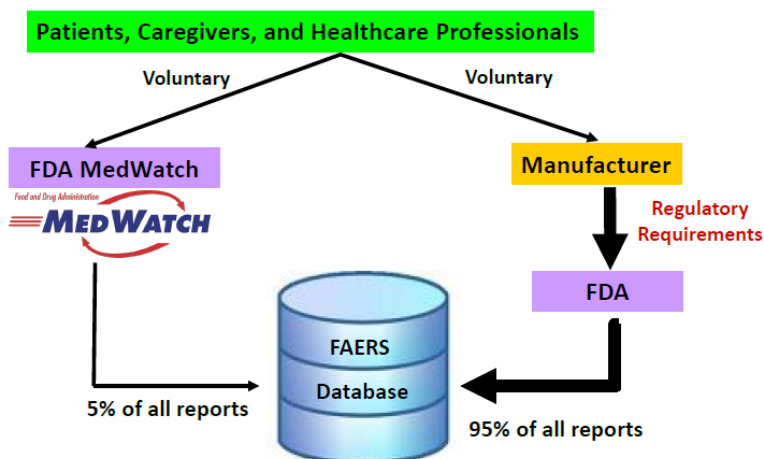 Patients, Caregivers, and Healthcare Professionals
Voluntary
Voluntary
FDA MedWatch
Food and Drug Administration
MEDWATCH
Manufacturer
Regulatory
Requirements
FDA
FAERS
Database
5% of all reports
95% of all reports